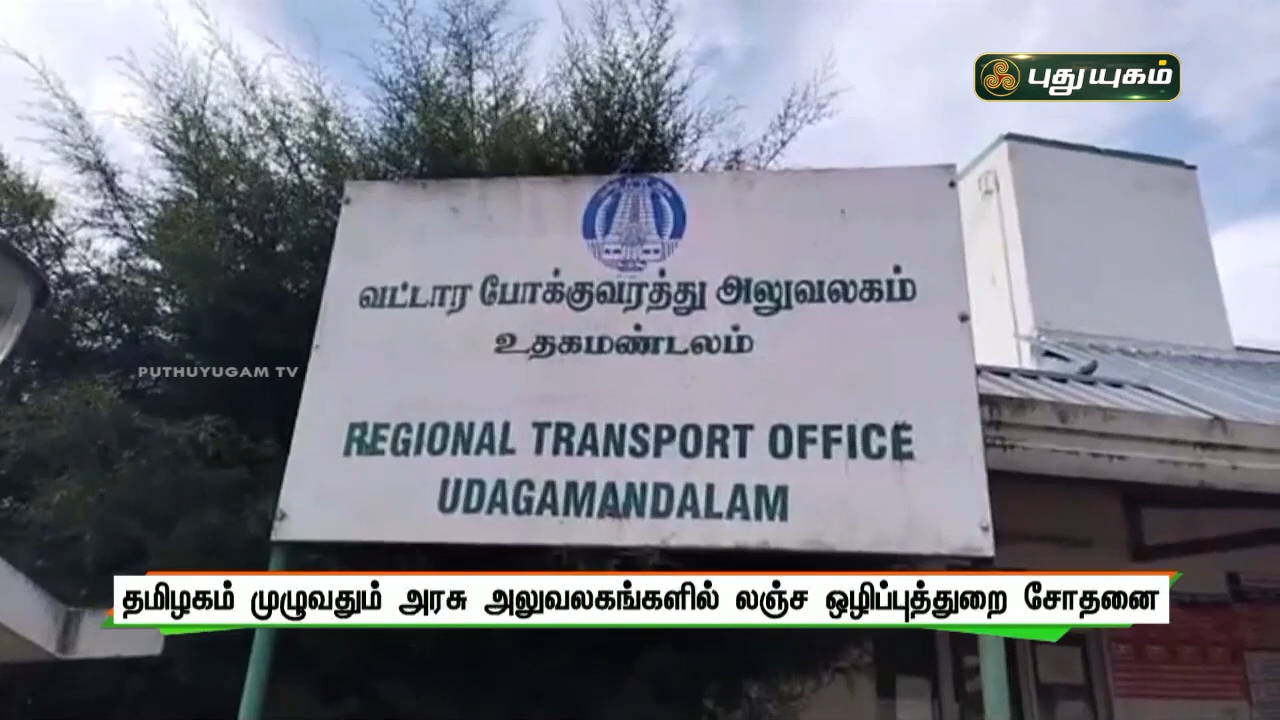 புதுயுகம்
வட்டார போக்குவரத்து அலுவலகம்
உதகமண்டலம்
PUTHUYUGAM TV
REGIONAL TRANSPORT OFFICE
UDAGAMANDALAM
தமிழகம் முழுவதும் அரசு அலுவலகங்களில் லஞ்ச ஒழிப்புத்துறை சோதனை